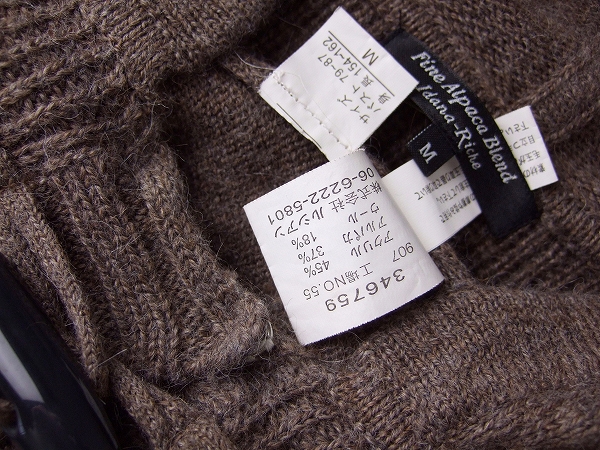 Fine Alpaca Blend
Idana-Riche
M
サイズ
バスト 79-87
身長 154-162
M
346759
907
工場NO.55
アクリル 45%
アルパカ 37%
ウール 18%
株式会社 ルシアン
06-6222-5801